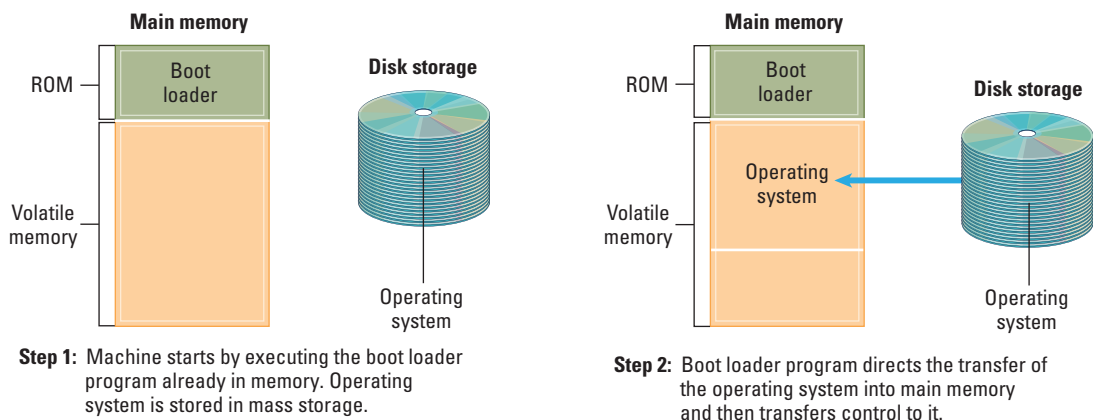 Main memory
ROM
Boot
loader
Disk storage
Volatile
memory
Operating
system
Step 1: Machine starts by executing the boot loader
program already in memory. Operating
system is stored in mass storage.
Main memory
ROM
Boot
loader
Disk storage
Operating
system
Volatile
memory
Operating
system
Step 2: Boot loader program directs the transfer of
the operating system into main memory
and then transfers control to it.